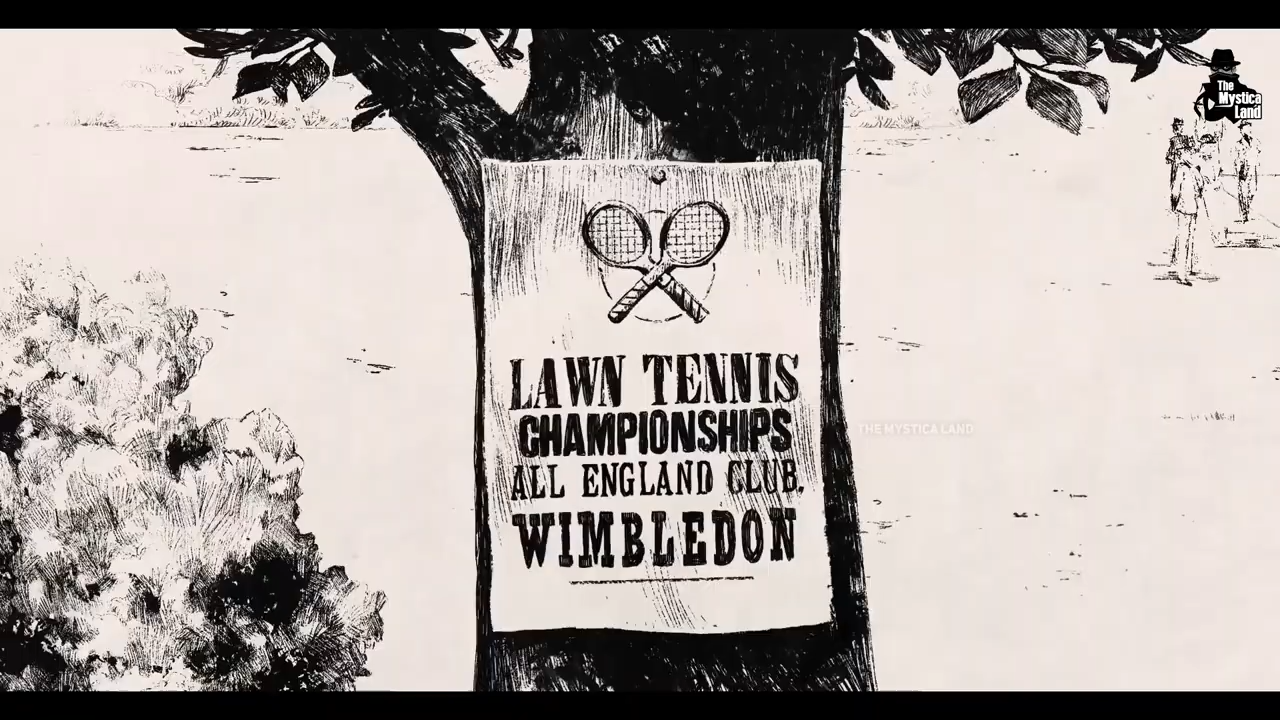 The
Mystica
Land
LAWN TENNIS
CHAMPIONSHIPS
ALL ENGLAND CLUB.
WIMBLEDON
THE MYSTICA LAND